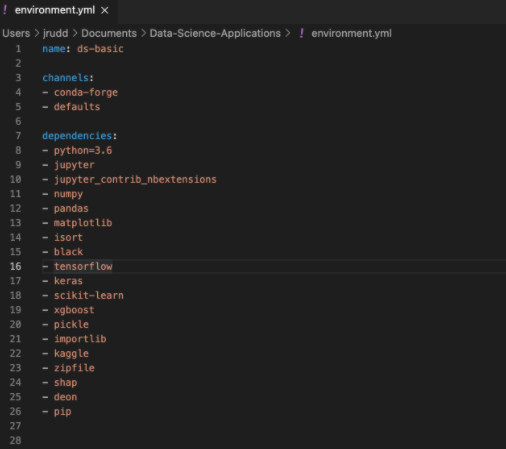 ! environment.yml ×
Users > jrudd > Documents > Data-Science-Applications > ! environment.yml
1 name: ds-basic
2
3 channels:
4 - conda-forge
5 - defaults
6
7 dependencies:
8 - python=3.6
9 - jupyter
10 - jupyter_contrib_nbextensions
11 - numpy
12 - pandas
13 - matplotlib
14 - isort
15 - black
16 - tensorflow
17 - keras
18 - scikit-learn
19 - xgboost
20 - pickle
21 - importlib
22 - kaggle
23 - zipfile
24 - shap
25 - deon
26 - pip
27
28